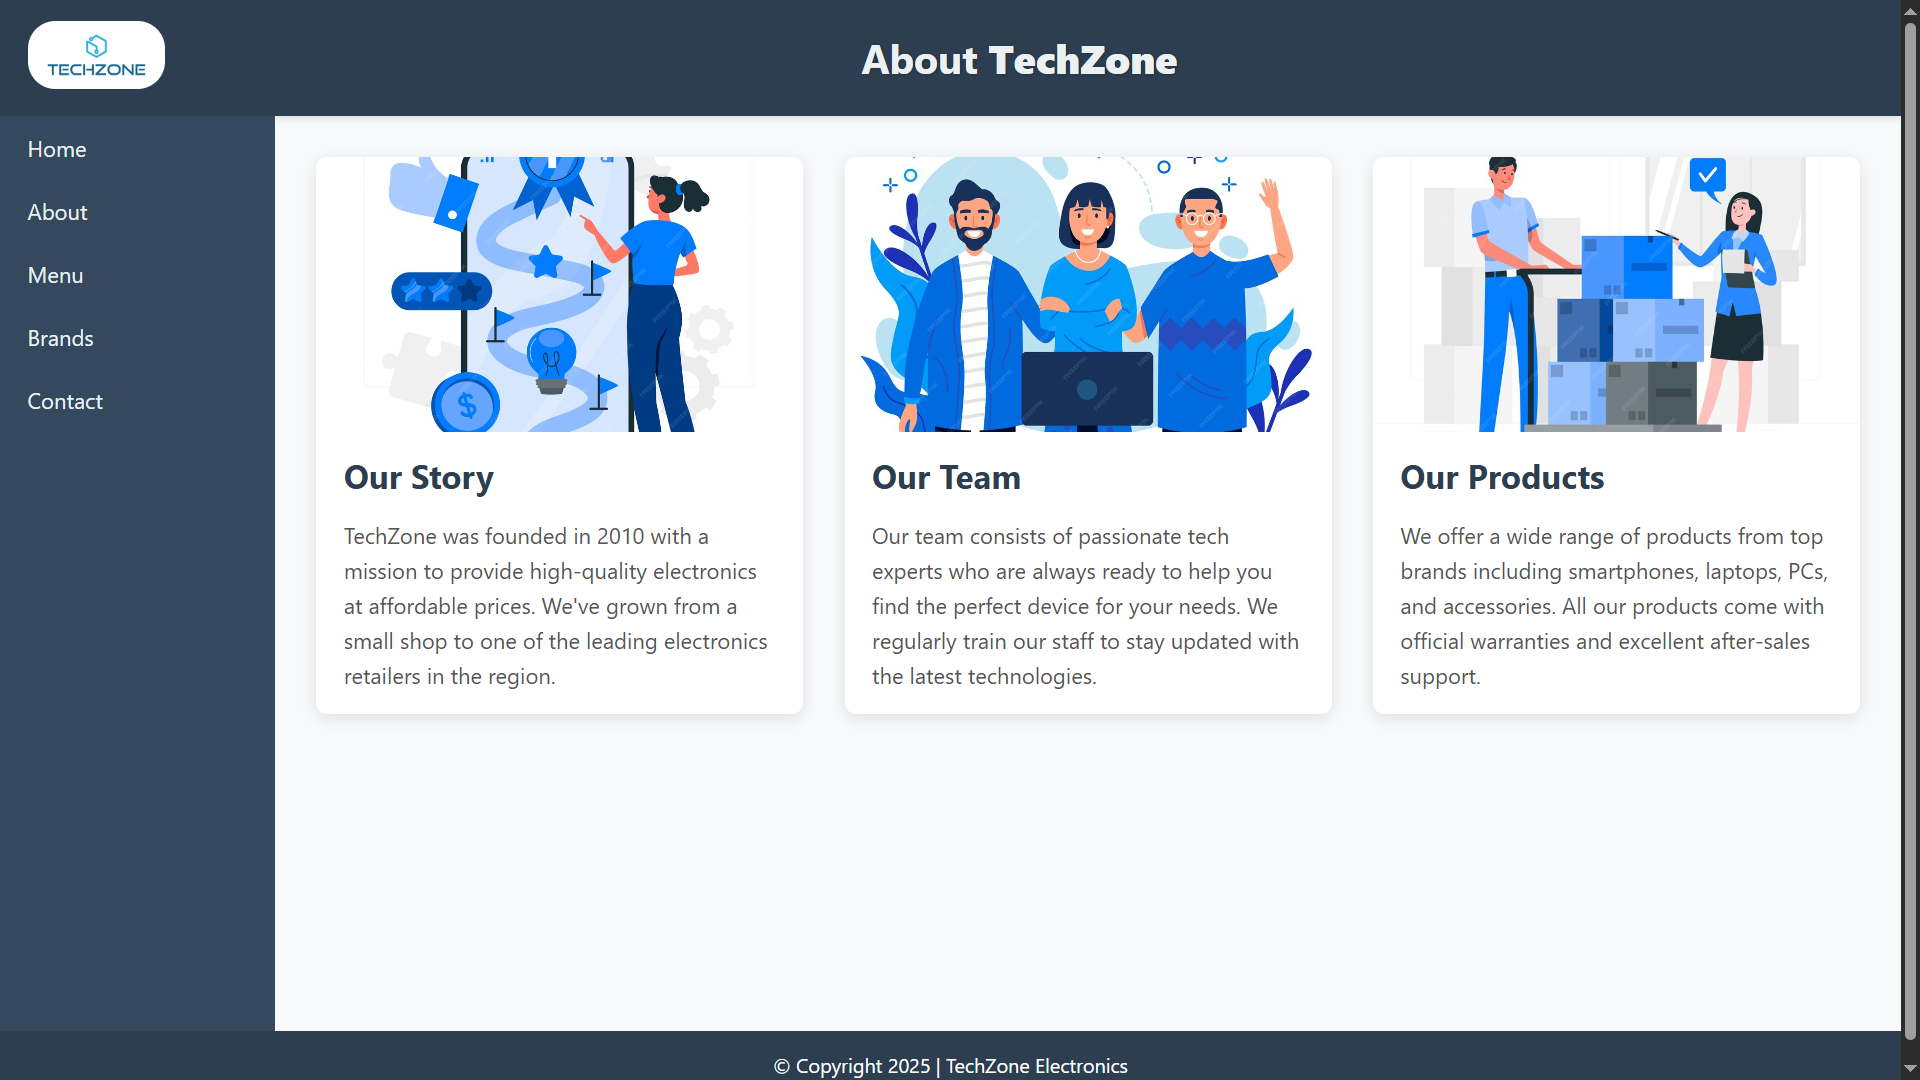 TECHZONE
About TechZone
Home
About
Menu
Brands
Contact
Our Story
TechZone was founded in 2010 with a
mission to provide high-quality electronics
at affordable prices. We've grown from a
small shop to one of the leading electronics
retailers in the region.
Our Team
Our team consists of passionate tech
experts who are always ready to help you
find the perfect device for your needs. We
regularly train our staff to stay updated with
the latest technologies.
Our Products
We offer a wide range of products from top
brands including smartphones, laptops, PCs,
and accessories. All our products come with
official warranties and excellent after-sales
support.
© Copyright 2025 | TechZone Electronics